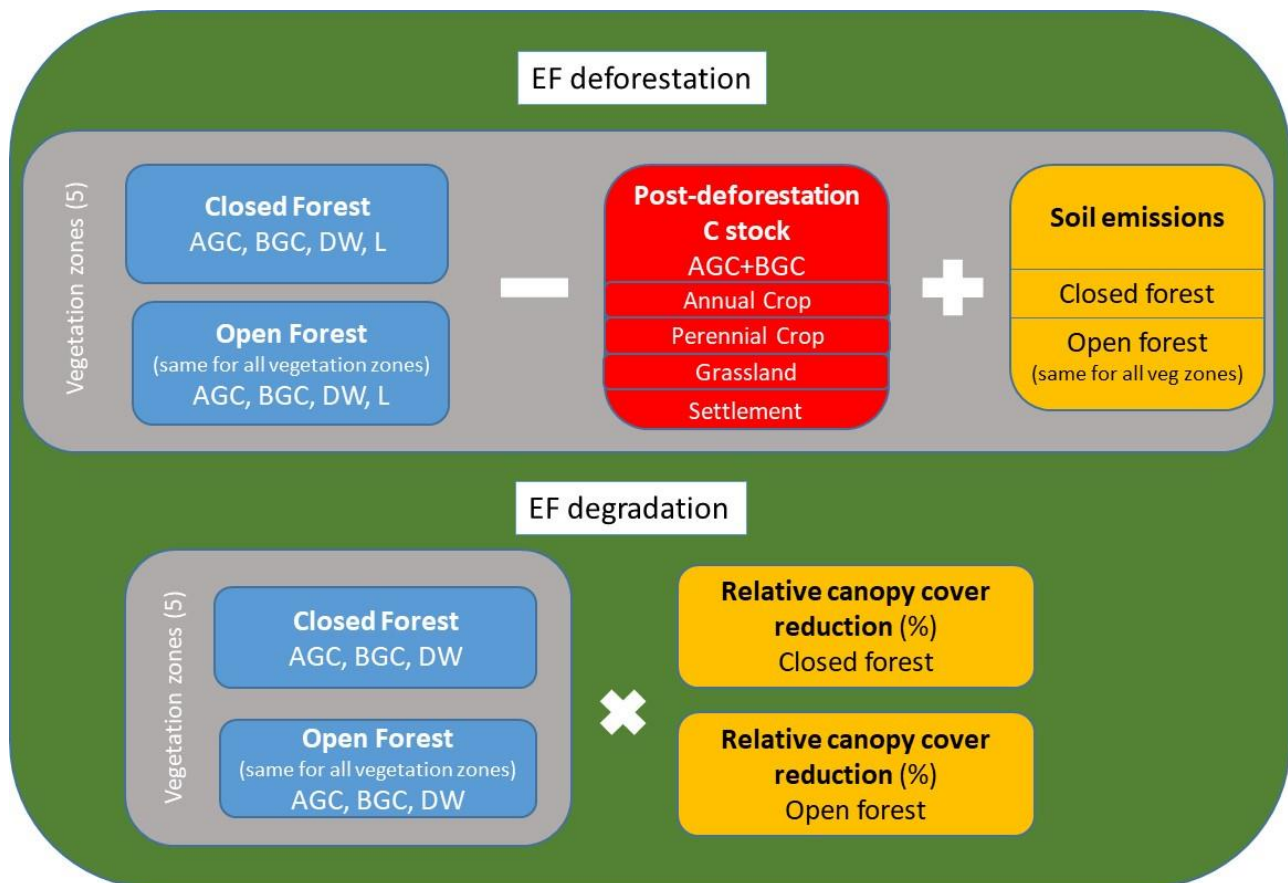 EF deforestation
Vegetation zones (5)
Closed Forest
AGC, BGC, DW, L
Open Forest
(same for all vegetation zones)
AGC, BGC, DW, L
Post-deforestation
C stock
AGC+BGC
Annual Crop
Perennial Crop
Grassland
Settlement
Soil emissions
Closed forest
Open forest
(same for all veg zones)
EF degradation
Vegetation zones (5)
Closed Forest
AGC, BGC, DW
Open Forest
(same for all vegetation zones)
AGC, BGC, DW
Relative canopy cover
reduction (%)
Closed forest
Relative canopy cover
reduction (%)
Open forest